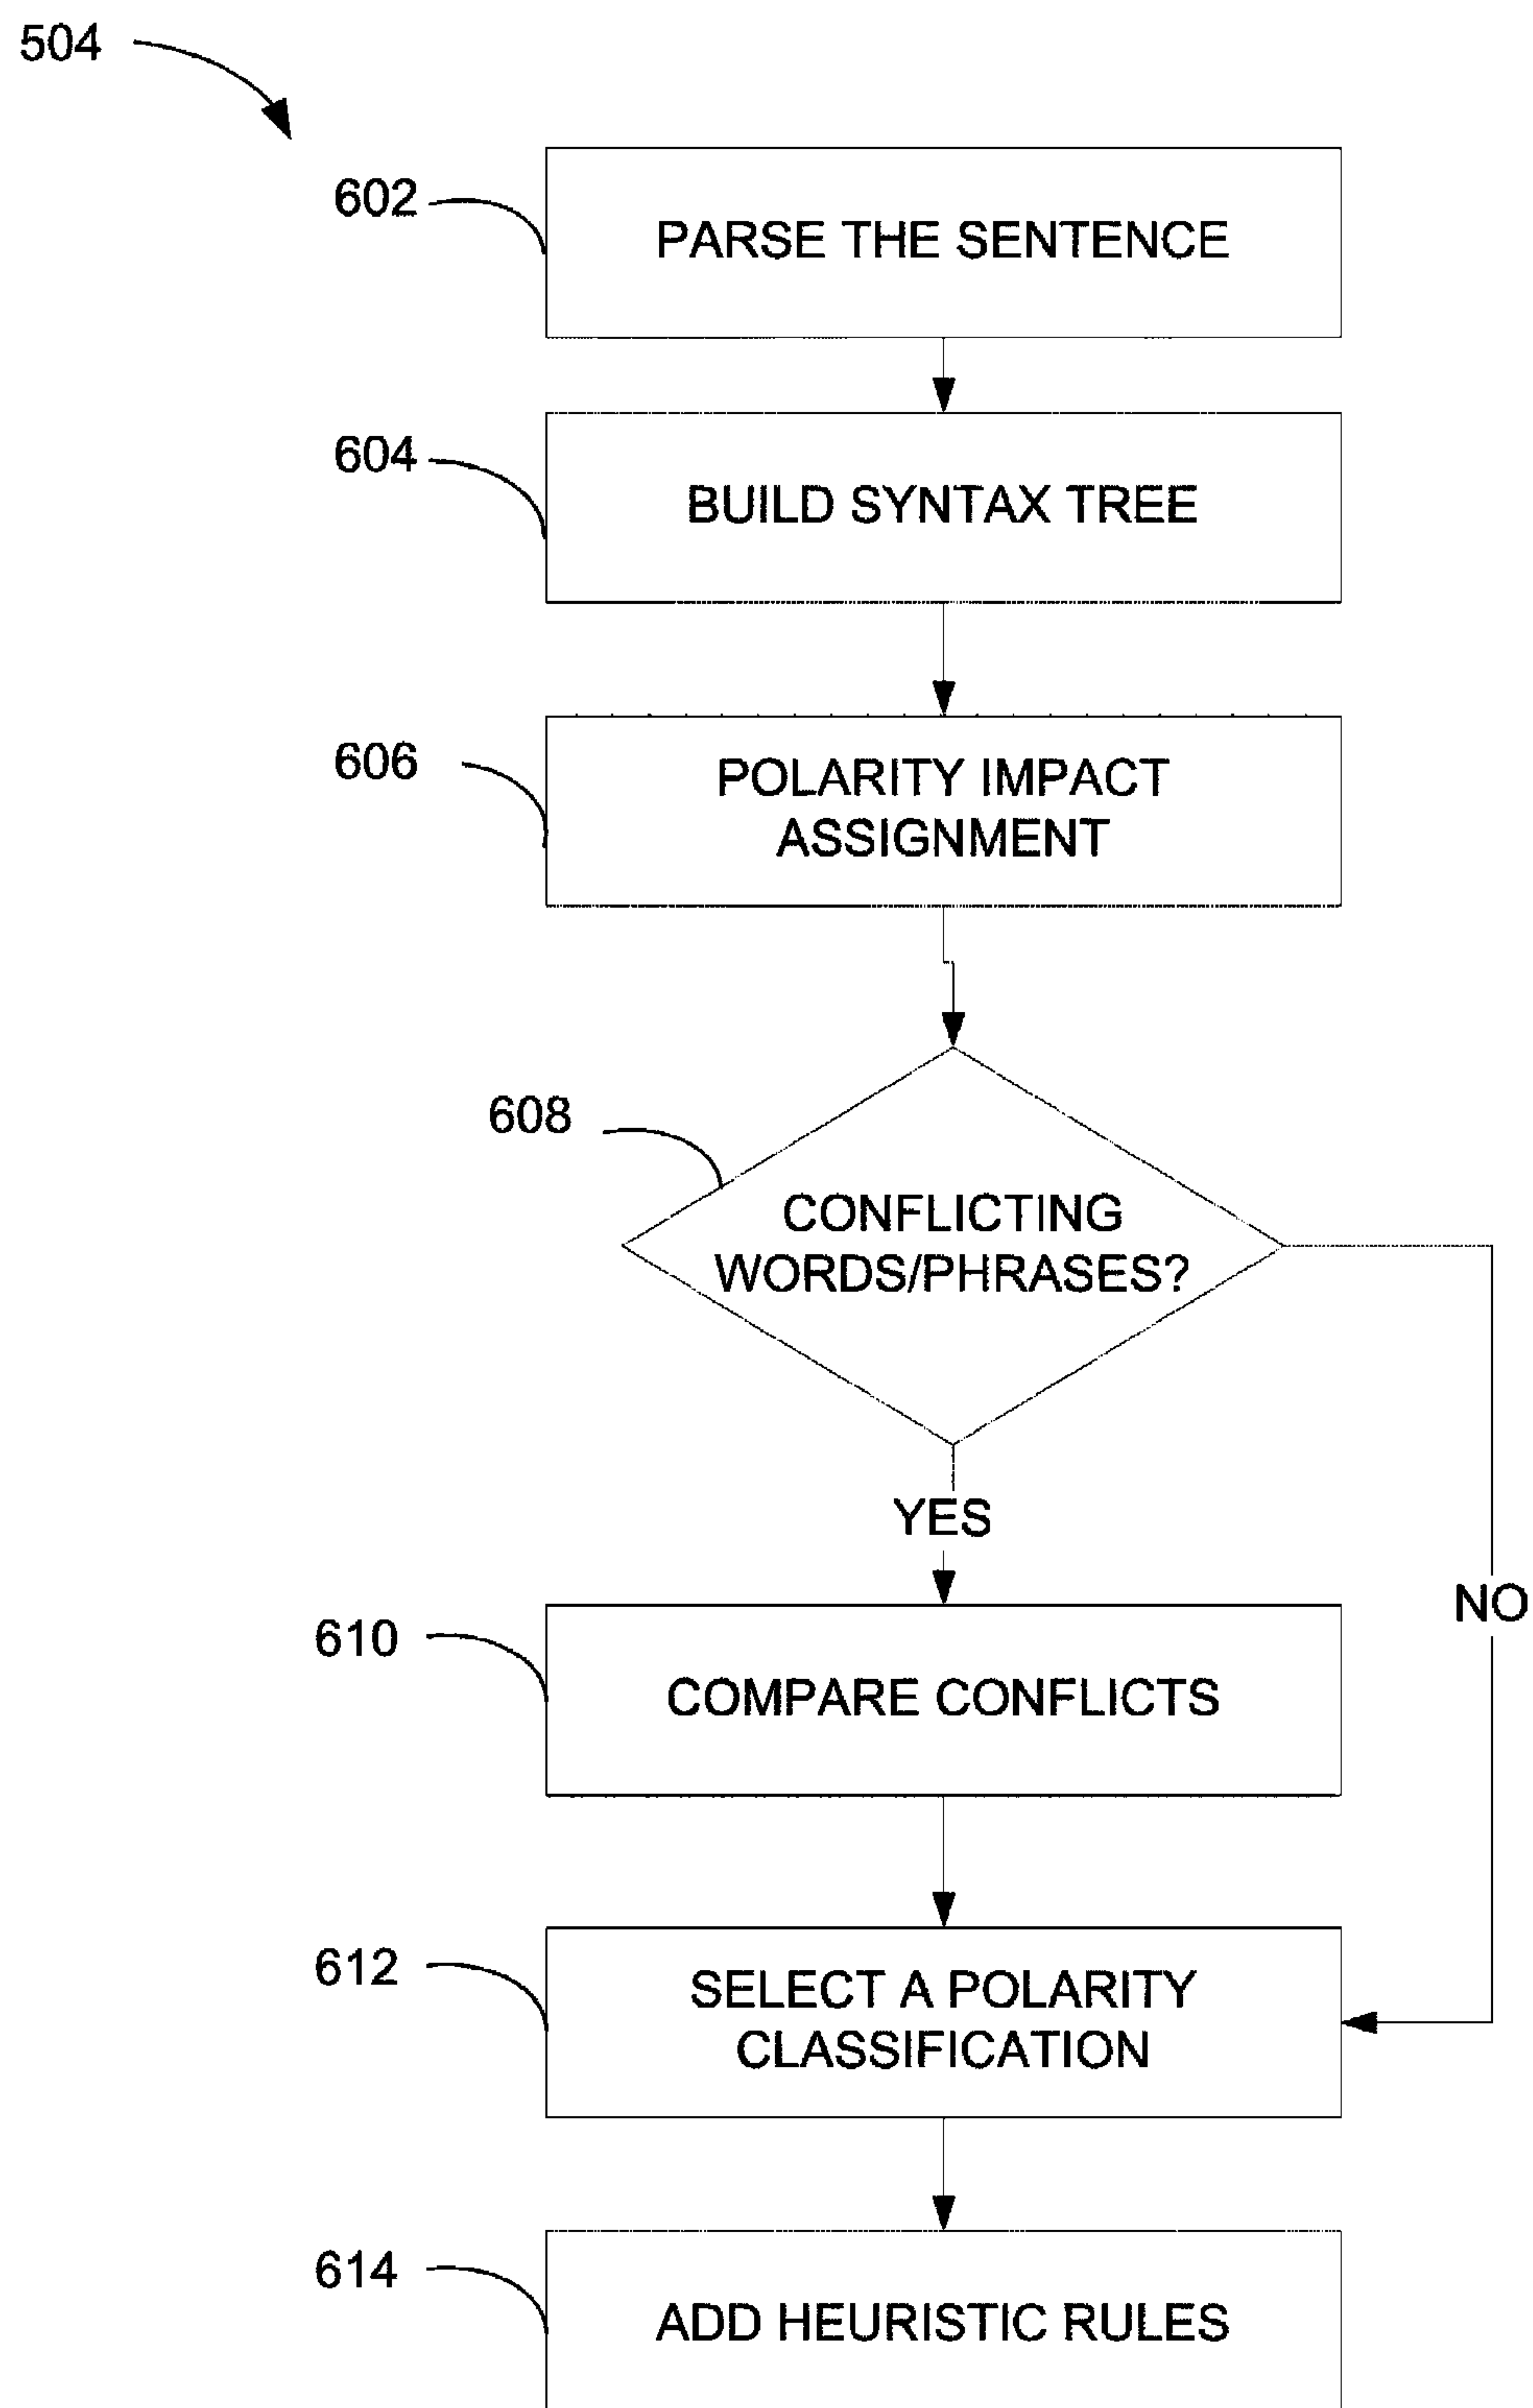 504
602
PARSE THE SENTENCE
604
BUILD SYNTAX TREE
606
POLARITY IMPACT
ASSIGNMENT
608
CONFLICTING
WORDS/PHRASES?
YES
NO
610
COMPARE CONFLICTS
612
SELECT A POLARITY
CLASSIFICATION
614
ADD HEURISTIC RULES